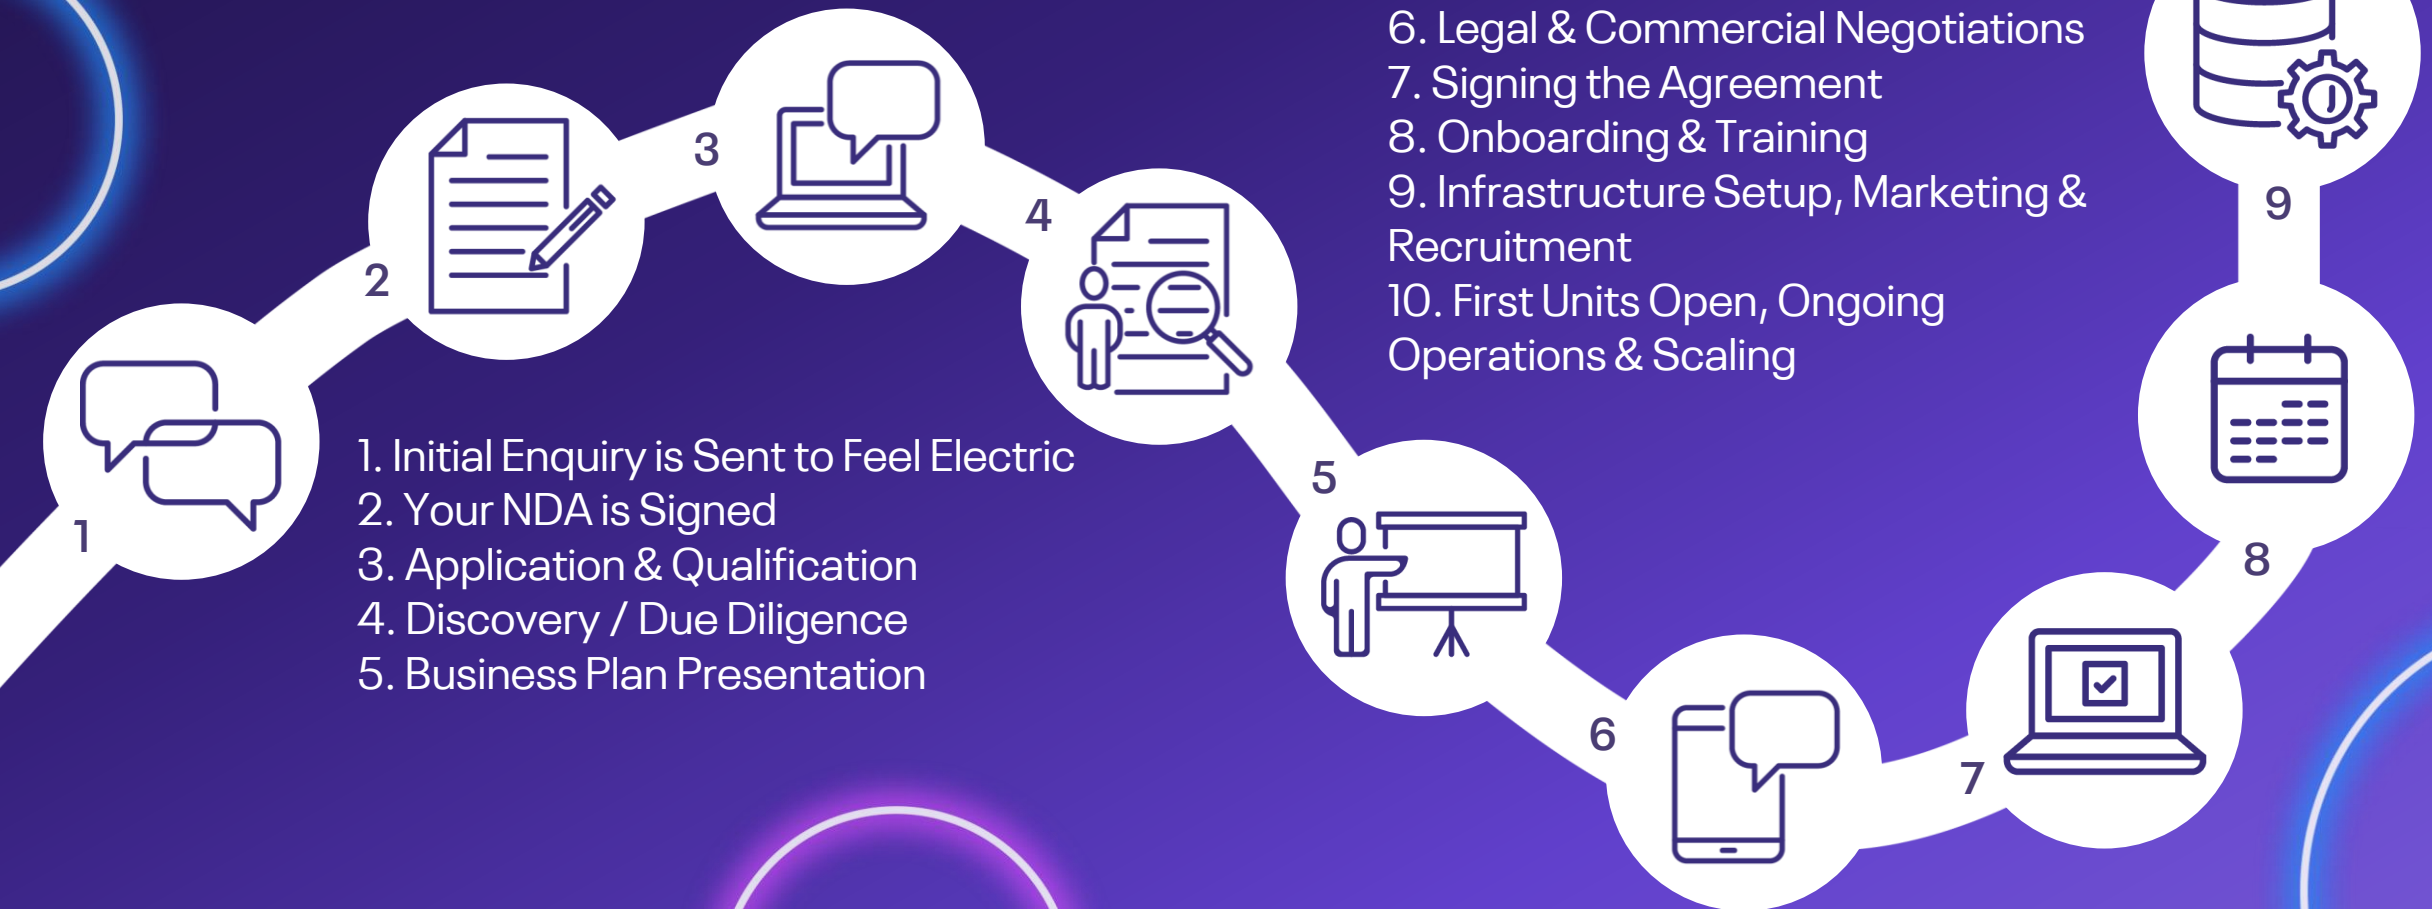 6. Legal & Commercial Negotiations
7. Signing the Agreement
8. Onboarding & Training
9. Infrastructure Setup, Marketing &
Recruitment
10. First Units Open, Ongoing
Operations & Scaling
1. Initial Enquiry is Sent to Feel Electric
2. Your NDA is Signed
3. Application & Qualification
4. Discovery / Due Diligence
5. Business Plan Presentation
1
2
3
4
5
6
7
8
9